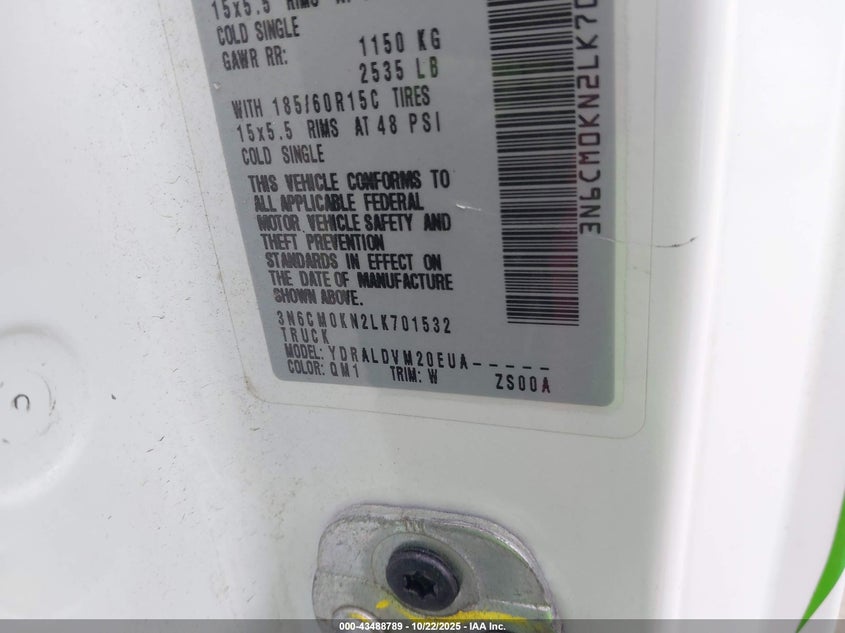 15x5.5 RIMS AT
COLD SINGLE
GAWR RR: 1150 KG
2535 LB
WITH 185/60R15C TIRES
15x5.5 RIMS AT 48 PSI
COLD SINGLE
THIS VEHICLE CONFORMS TO
ALL APPLICABLE FEDERAL
MOTOR VEHICLE SAFETY AND
THEFT PREVENTION
STANDARDS IN EFFECT ON
THE DATE OF MANUFACTURE
SHOWN ABOVE.
3N6CM0KN2LK701532
TRUCK
MODEL: YDRALDVM20EUA-----
COLOR: QM1 TRIM: W ZS00A
3N6CM0KN2LK70
000-43488789 - 10/22/2025 - IAA Inc.